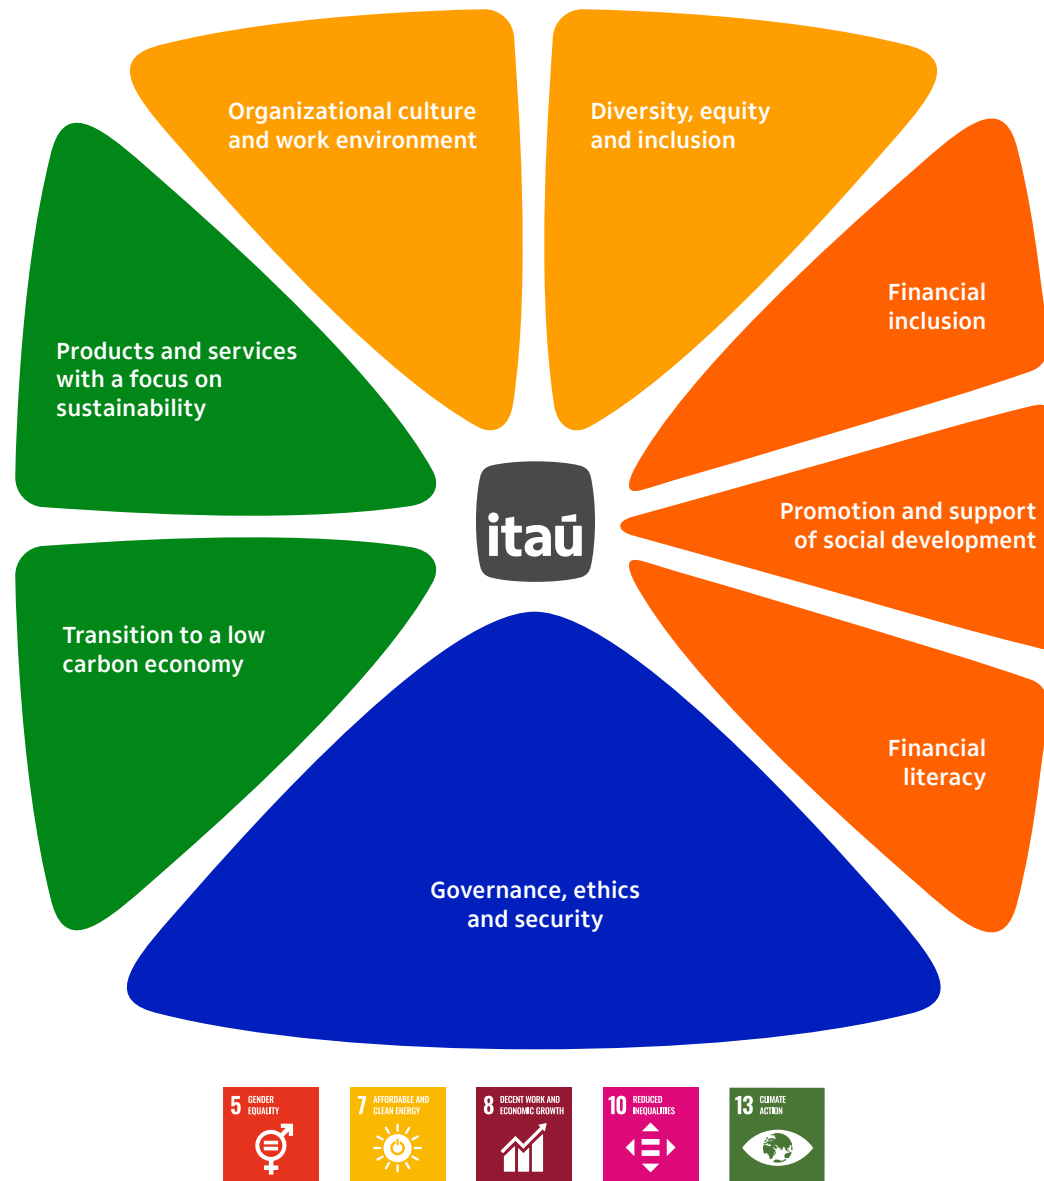 Organizational culture
and work environment
Diversity, equity
and inclusion
Financial
inclusion
Products and services
with a focus on
sustainability
itaú
Promotion and support
of social development
Transition to a low
carbon economy
Financial
literacy
Governance, ethics
and security
5 GENDER
EQUALITY
7 AFFORDABLE AND
CLEAN ENERGY
8 DECENT WORK AND
ECONOMIC GROWTH
10 REDUCED
INEQUALITIES
13 CLIMATE
ACTION